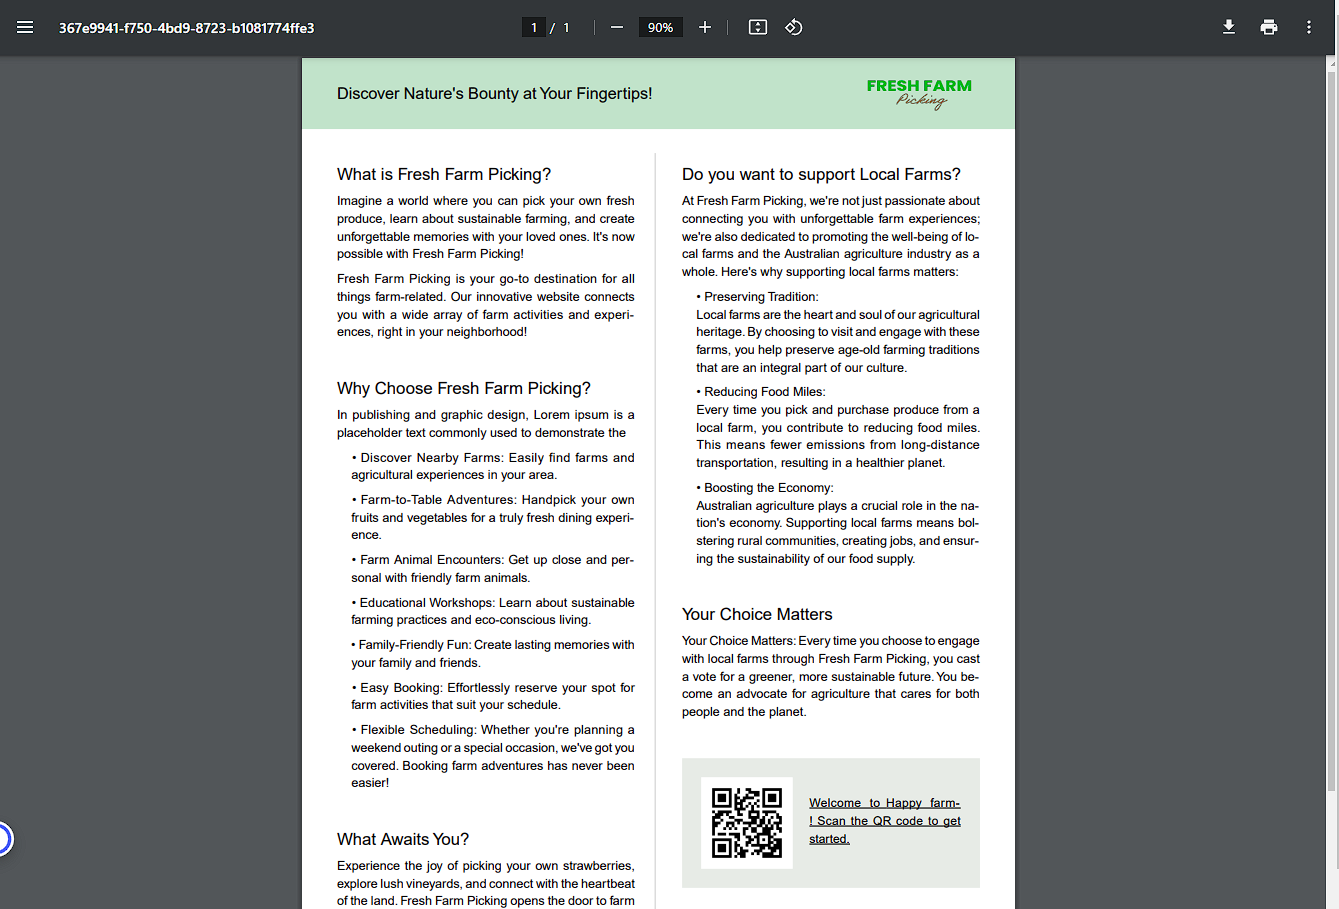 367e9941-f750-4bd9-8723-b1081774ffe3
1 / 1
90%
Discover Nature's Bounty at Your Fingertips!
FRESH FARM
Picking
What is Fresh Farm Picking?
Imagine a world where you can pick your own fresh
produce, learn about sustainable farming, and create
unforgettable memories with your loved ones. It's now
possible with Fresh Farm Picking!
Fresh Farm Picking is your go-to destination for all
things farm-related. Our innovative website connects
you with a wide array of farm activities and experi-
ences, right in your neighborhood!
Why Choose Fresh Farm Picking?
In publishing and graphic design, Lorem ipsum is a
placeholder text commonly used to demonstrate the
• Discover Nearby Farms: Easily find farms and
agricultural experiences in your area.
• Farm-to-Table Adventures: Handpick your own
fruits and vegetables for a truly fresh dining experi-
ence.
• Farm Animal Encounters: Get up close and per-
sonal with friendly farm animals.
• Educational Workshops: Learn about sustainable
farming practices and eco-conscious living.
• Family-Friendly Fun: Create lasting memories with
your family and friends.
• Easy Booking: Effortlessly reserve your spot for
farm activities that suit your schedule.
• Flexible Scheduling: Whether you're planning a
weekend outing or a special occasion, we've got you
covered. Booking farm adventures has never been
easier!
What Awaits You?
Experience the joy of picking your own strawberries,
explore lush vineyards, and connect with the heartbeat
of the land. Fresh Farm Picking opens the door to farm
Do you want to support Local Farms?
At Fresh Farm Picking, we're not just passionate about
connecting you with unforgettable farm experiences;
we're also dedicated to promoting the well-being of lo-
cal farms and the Australian agriculture industry as a
whole. Here's why supporting local farms matters:
• Preserving Tradition:
Local farms are the heart and soul of our agricultural
heritage. By choosing to visit and engage with these
farms, you help preserve age-old farming traditions
that are an integral part of our culture.
• Reducing Food Miles:
Every time you pick and purchase produce from a
local farm, you contribute to reducing food miles.
This means fewer emissions from long-distance
transportation, resulting in a healthier planet.
• Boosting the Economy:
Australian agriculture plays a crucial role in the na-
tion's economy. Supporting local farms means bol-
stering rural communities, creating jobs, and ensur-
ing the sustainability of our food supply.
Your Choice Matters
Your Choice Matters: Every time you choose to engage
with local farms through Fresh Farm Picking, you cast
a vote for a greener, more sustainable future. You be-
come an advocate for agriculture that cares for both
people and the planet.
Welcome to Happy farm-
! Scan the QR code to get
started.